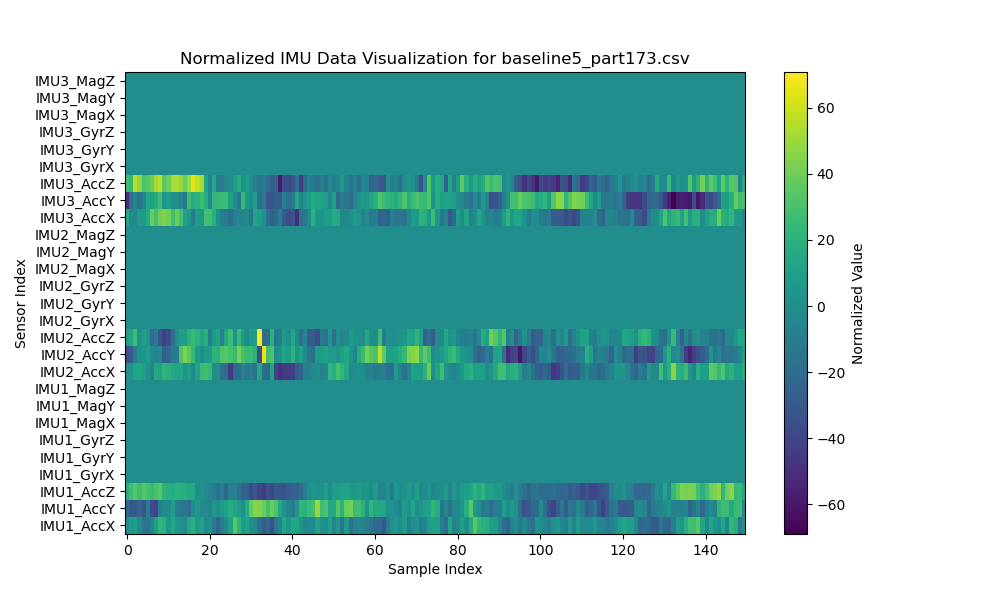 Normalized IMU Data Visualization for baseline5_part173.csv
IMU3_MagZ
IMU3_MagY
IMU3_MagX
IMU3_GyrZ
IMU3_GyrY
IMU3_GyrX
IMU3_AccZ
IMU3_AccY
IMU3_AccX
IMU2_MagZ
IMU2_MagY
IMU2_MagX
IMU2_GyrZ
IMU2_GyrY
IMU2_GyrX
IMU2_AccZ
IMU2_AccY
IMU2_AccX
IMU1_MagZ
IMU1_MagY
IMU1_MagX
IMU1_GyrZ
IMU1_GyrY
IMU1_GyrX
IMU1_AccZ
IMU1_AccY
IMU1_AccX
Sensor Index
0 20 40 60 80 100 120 140
Sample Index
60
40
20
0
−20
−40
−60
Normalized Value